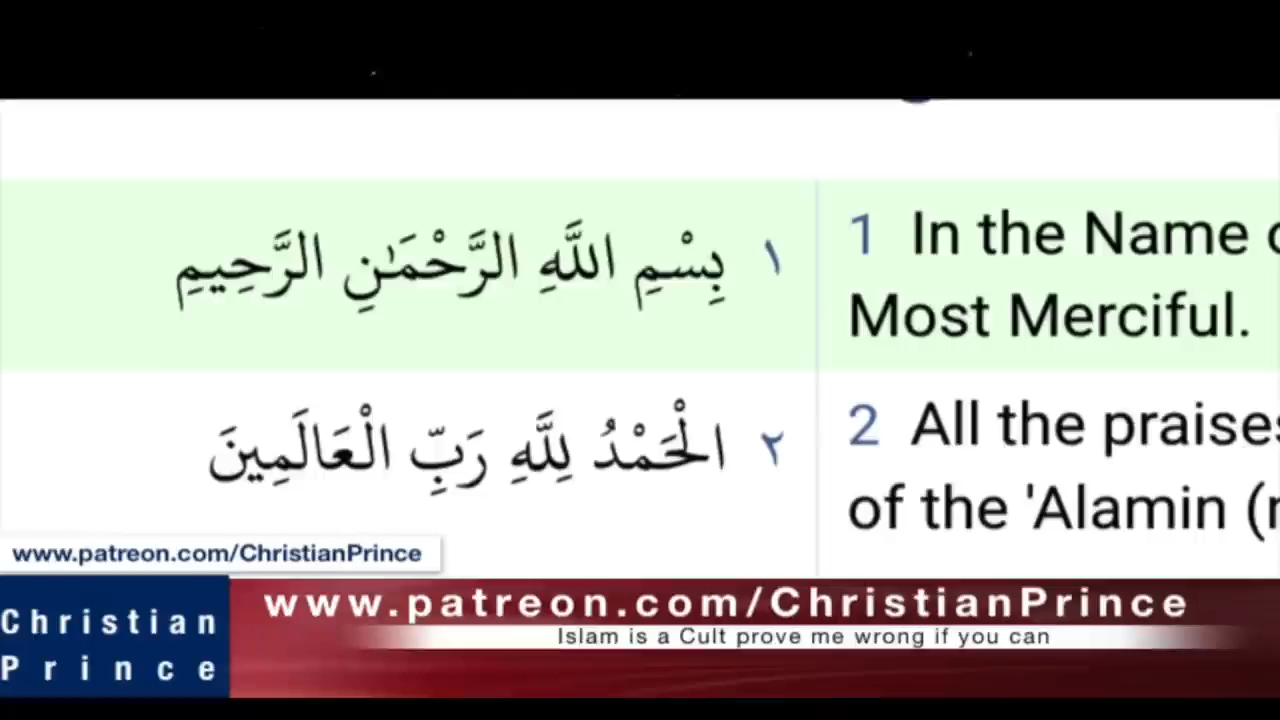 بِسْمِ اللَّهِ الرَّحْمَٰنِ الرَّحِيمِ ١
1 In the Name
Most Merciful.
الْحَمْدُ لِلَّهِ رَبِّ الْعَالَمِينَ ٢
2 All the praises
of the 'Alamin (
www.patreon.com/ChristianPrince
Christian
Prince
www.patreon.com/ChristianPrince
Islam is a Cult prove me wrong if you can